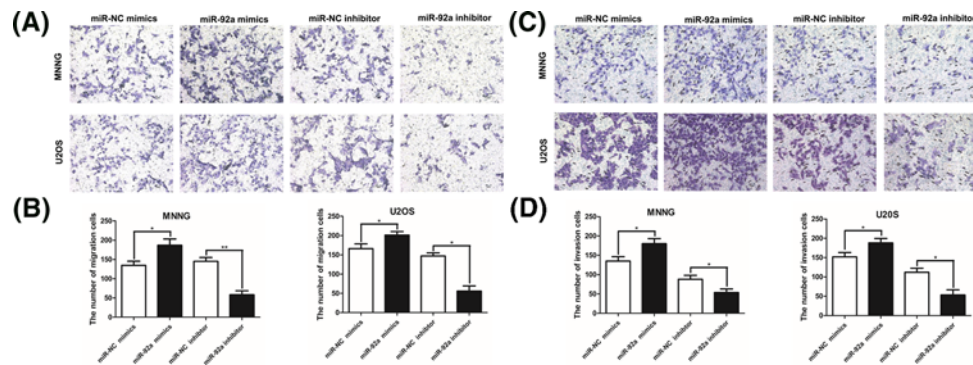 (A)
miR-NC mimics miR-92a mimics miR-NC inhibitor miR-92a inhibitor
MNNG
U2OS
(C)
miR-NC mimics miR-92a mimics miR-NC inhibitor miR-92a inhibitor
MNNG
U2OS
(B)
MNNG
The number of migration cells
250
200
150
100
50
0
*
**
miR-NC mimics
miR-92a mimics
miR-NC inhibitor
miR-92a inhibitor
U2OS
The number of migration cells
250
200
150
100
50
0
*
*
miR-NC mimics
miR-92a mimics
miR-NC inhibitor
miR-92a inhibitor
(D)
MNNG
The number of invasion cells
250
200
150
100
50
0
*
*
miR-NC mimics
miR-92a mimics
miR-NC inhibitor
miR-92a inhibitor
U20S
The number of invasion cells
250
200
150
100
50
0
*
*
miR-NC mimics
miR-92a mimics
miR-NC inhibitor
miR-92a inhibitor